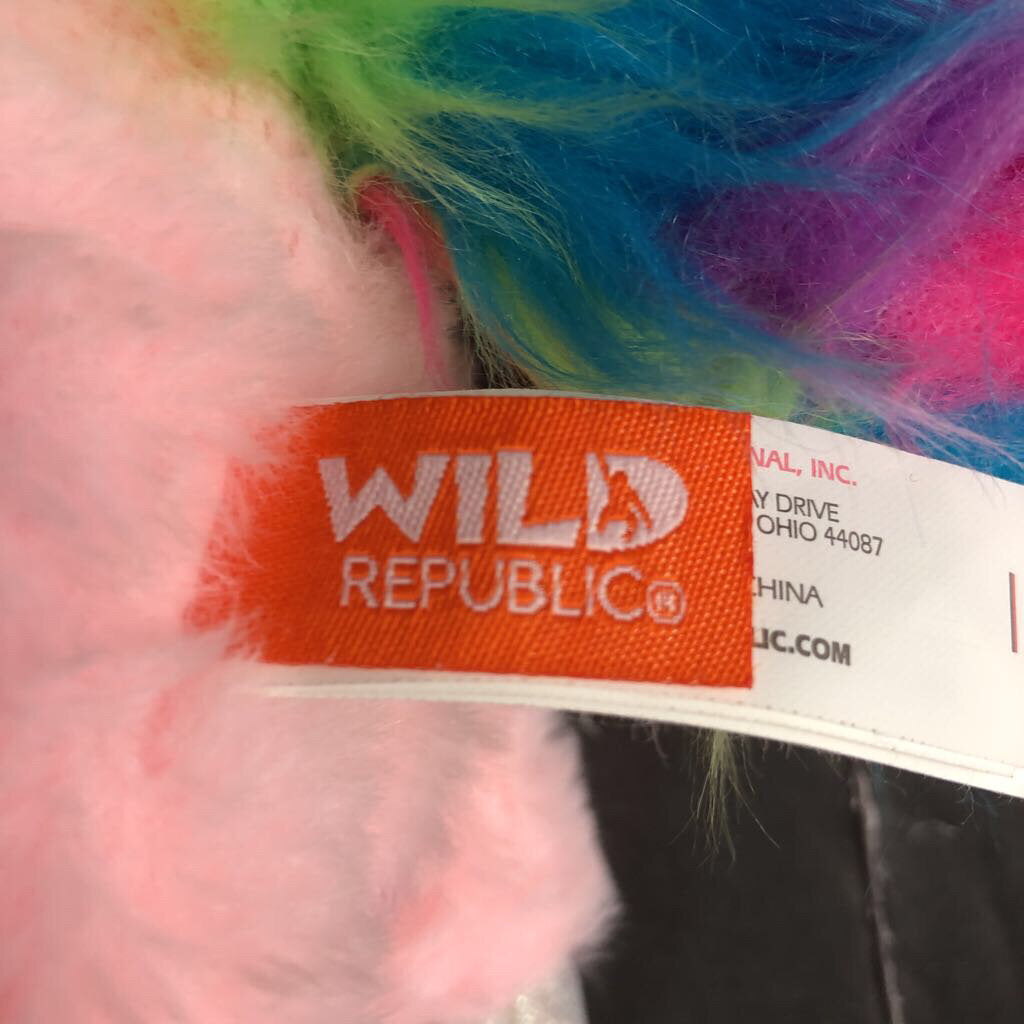 WILD
REPUBLIC®
NAL, INC.
AY DRIVE
OHIO 44087
CHINA
LIC.COM